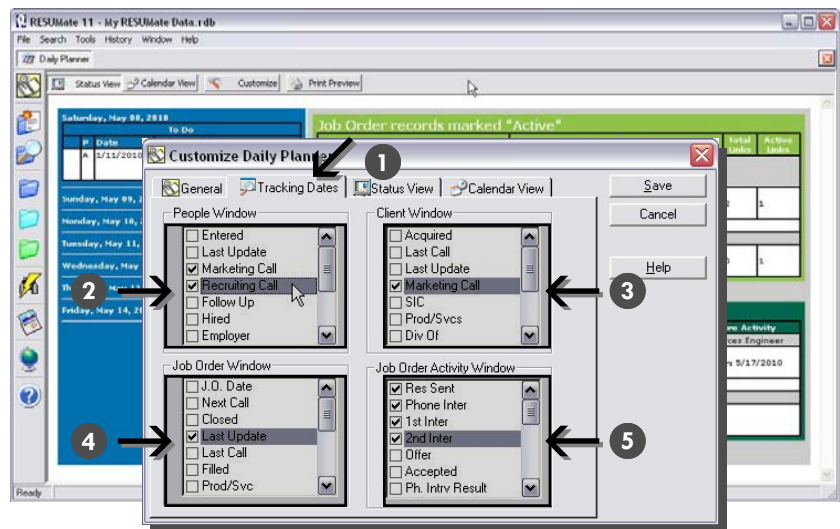 RESUMate 11 - My RESUMate Data.rdb
File Search Tools History Window Help
Daily Planner
Status View Calendar View Customize Print Preview
Saturday, May 08, 2010
To Do
P Date
A 1/11/2010
Sunday, May 09, 2
Monday, May 10,
Tuesday, May 11,
Wednesday, May
Friday, May 14, 20
Job Order records marked "Active"
Total Links Active Links
1
1
Activity
Engineer
5/17/2010
Customize Daily Planner
1
General Tracking Dates Status View Calendar View
Save
Cancel
Help
People Window
Entered
Last Update
Marketing Call
Recruiting Call
Follow Up
Hired
Employer
2
Client Window
Acquired
Last Call
Last Update
Marketing Call
SIC
Prod/Svcs
Div Of
3
Job Order Window
J.O. Date
Next Call
Closed
Last Update
Last Call
Filled
Prod/Svc
4
Job Order Activity Window
Res Sent
Phone Inter
1st Inter
2nd Inter
Offer
Accepted
Ph. Intrv Result
5
Ready